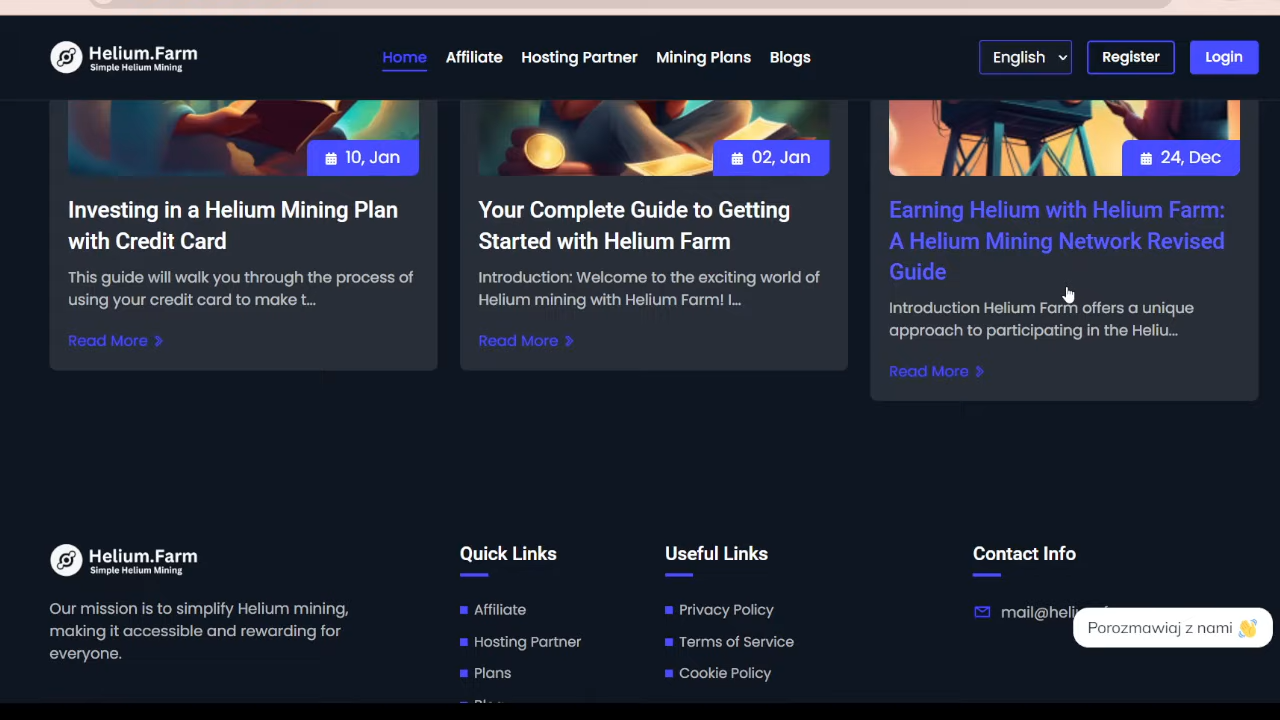 Helium.Farm
Simple Helium Mining
Home
Affiliate
Hosting Partner
Mining Plans
Blogs
English
Register
Login
10, Jan
Investing in a Helium Mining Plan
with Credit Card
This guide will walk you through the process of
using your credit card to make t...
Read More
02, Jan
Your Complete Guide to Getting
Started with Helium Farm
Introduction: Welcome to the exciting world of
Helium mining with Helium Farm! I...
Read More
24, Dec
Earning Helium with Helium Farm:
A Helium Mining Network Revised
Guide
Introduction Helium Farm offers a unique
approach to participating in the Heliu...
Read More
Helium.Farm
Simple Helium Mining
Our mission is to simplify Helium mining,
making it accessible and rewarding for
everyone.
Quick Links
Affiliate
Hosting Partner
Plans
Useful Links
Privacy Policy
Terms of Service
Cookie Policy
Contact Info
Porozmawiaj z nami 👋